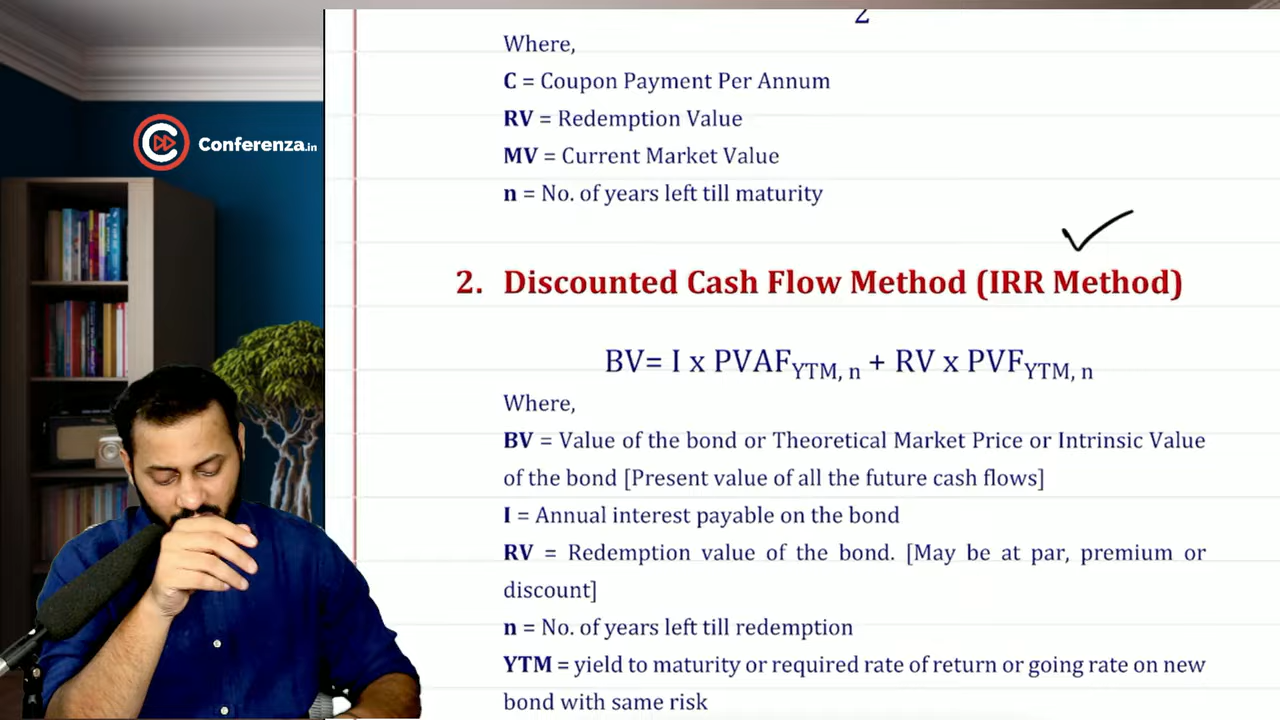 2
Where,
C = Coupon Payment Per Annum
RV = Redemption Value
MV = Current Market Value
n = No. of years left till maturity
Conferenza.in
2. Discounted Cash Flow Method (IRR Method)
BV= I x PVAF YTM, n + RV x PVF YTM, n
Where,
BV = Value of the bond or Theoretical Market Price or Intrinsic Value
of the bond [Present value of all the future cash flows]
I = Annual interest payable on the bond
RV = Redemption value of the bond. [May be at par, premium or
discount]
n = No. of years left till redemption
YTM = yield to maturity or required rate of return or going rate on new
bond with same risk